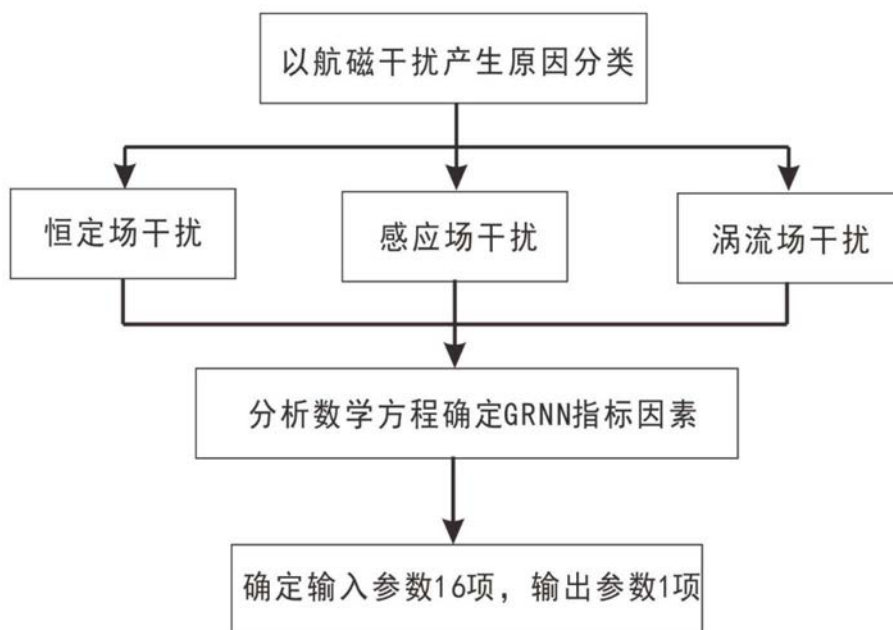 以航磁干扰产生原因分类
恒定场干扰
感应场干扰
涡流场干扰
分析数学方程确定GRNN指标因素
确定输入参数16项，输出参数1项